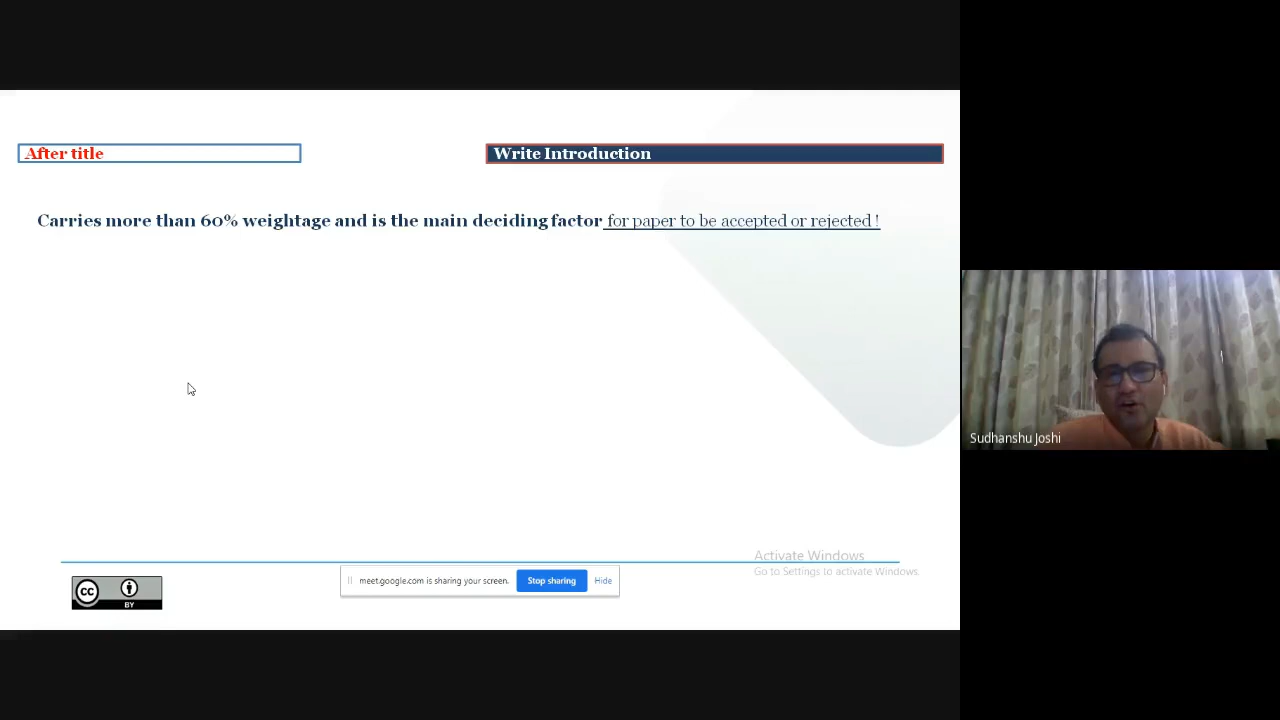 After title
Write Introduction
Carries more than 60% weightage and is the main deciding factor for paper to be accepted or rejected !
Sudhanshu Joshi
Activate Windows
Go to Settings to activate Windows.
meet.google.com is sharing your screen. Stop sharing Hide
cc
BY